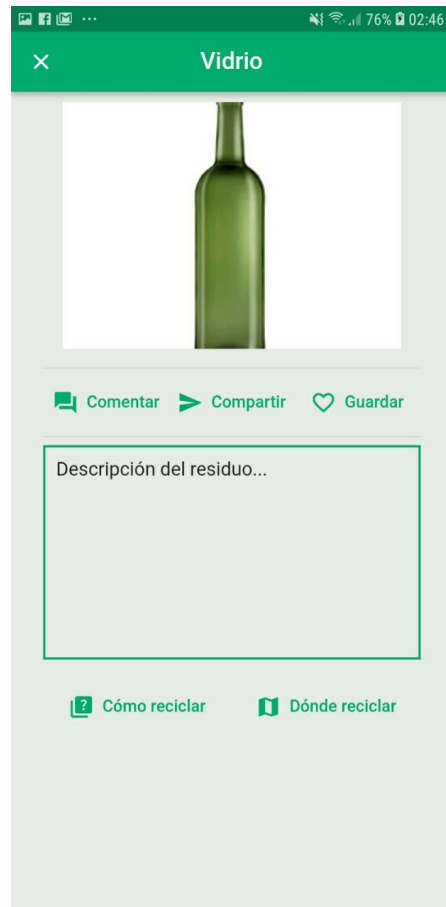 76% 02:46
Vidrio
Comentar Compartir Guardar
Descripción del residuo...
Cómo reciclar Dónde reciclar